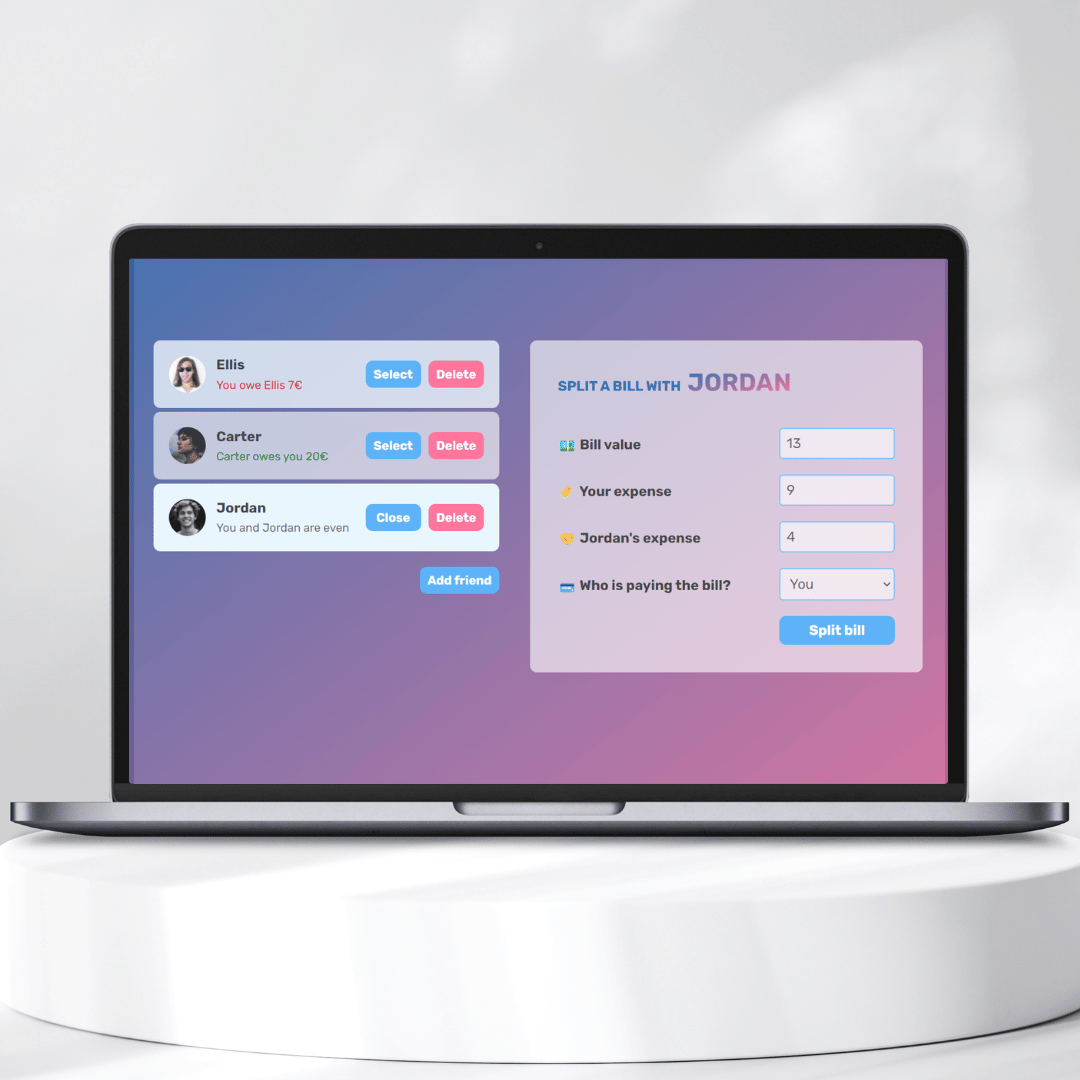 Ellis
You owe Ellis 7€
Select
Delete
Carter
Carter owes you 20€
Select
Delete
Jordan
You and Jordan are even
Close
Delete
Add friend
SPLIT A BILL WITH JORDAN
Bill value
13
Your expense
9
Jordan's expense
4
Who is paying the bill?
You
Split bill